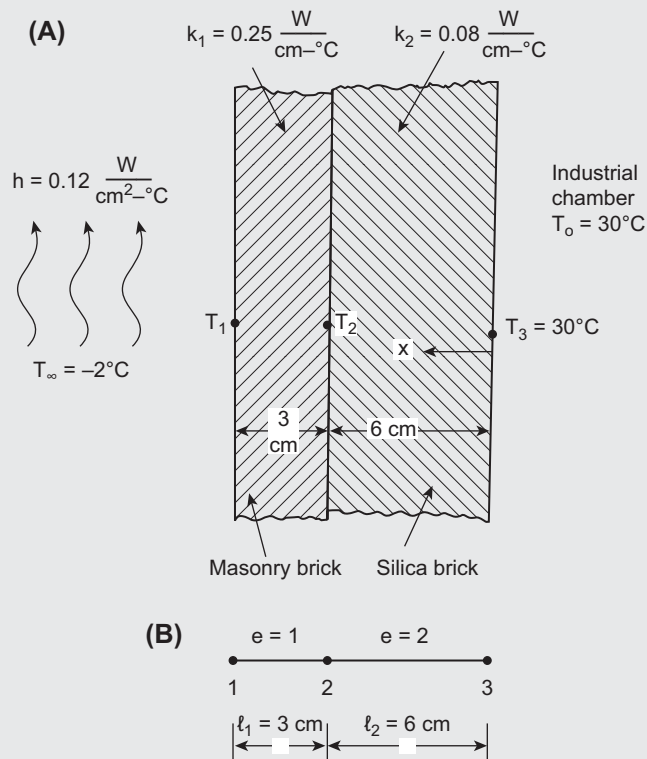 (A)
k₁ = 0.25 W/cm–°C
k₂ = 0.08 W/cm–°C
h = 0.12 W/cm²–°C
Industrial
chamber
Tₒ = 30°C
T₁
T₂
T₃ = 30°C
x
T∞ = –2°C
3
cm
6 cm
Masonry brick
Silica brick
(B)
e = 1
e = 2
1
2
3
ℓ₁ = 3 cm
ℓ₂ = 6 cm